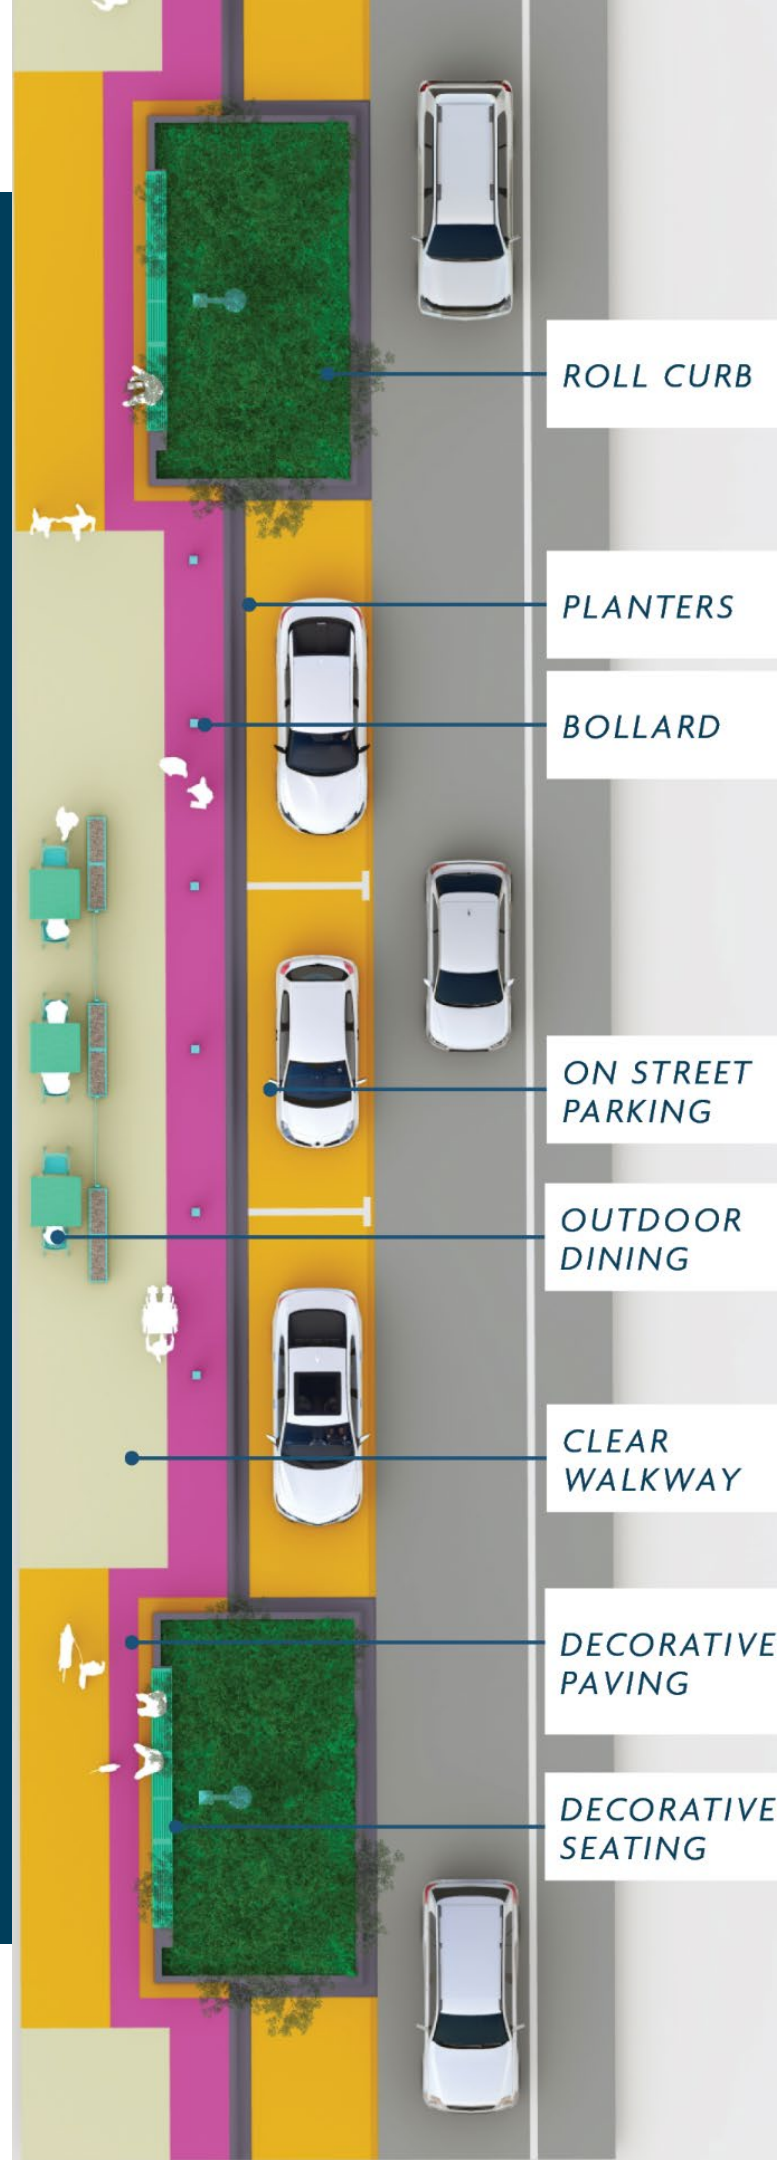 ROLL CURB
PLANTERS
BOLLARD
ON STREET
PARKING
OUTDOOR
DINING
CLEAR
WALKWAY
DECORATIVE
PAVING
DECORATIVE
SEATING